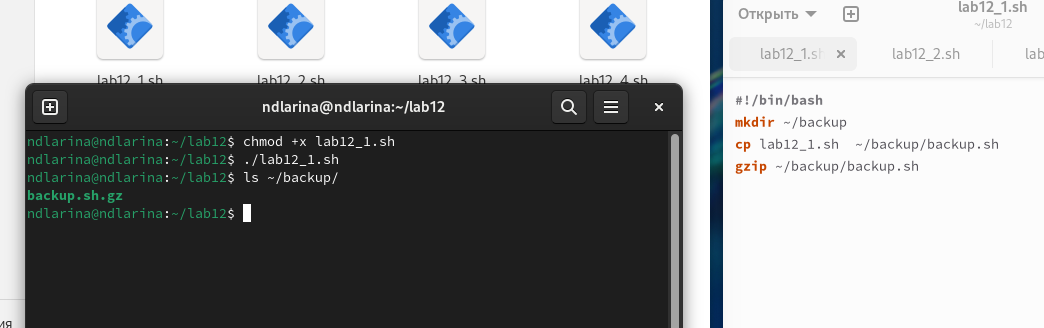 lab12_1.sh
lab12_2.sh
lab12_3.sh
lab12_4.sh
ndlarina@ndlarina:~/lab12
ndlarina@ndlarina:~/lab12$ chmod +x lab12_1.sh
ndlarina@ndlarina:~/lab12$ ./lab12_1.sh
ndlarina@ndlarina:~/lab12$ ls ~/backup/
backup.sh.gz
ndlarina@ndlarina:~/lab12$
Открыть
lab12_1.sh
~/lab12
lab12_1.sh
lab12_2.sh
lab
#!/bin/bash
mkdir ~/backup
cp lab12_1.sh  ~/backup/backup.sh
gzip ~/backup/backup.sh